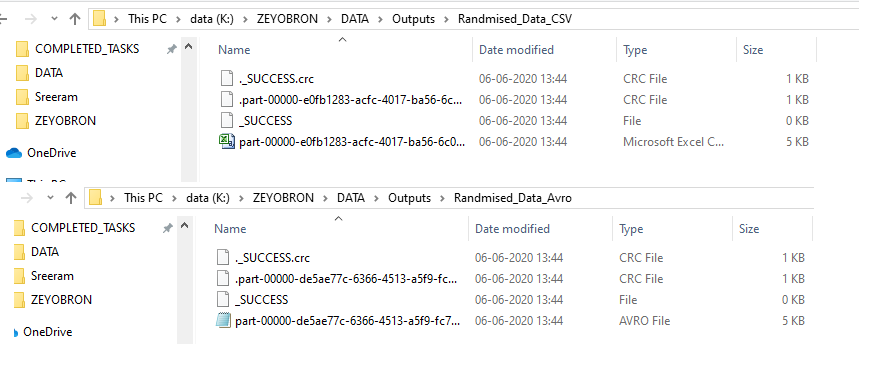 This PC > data (K:) > ZEYOBRON > DATA > Outputs > Randmised_Data_CSV
COMPLETED_TASKS
DATA
Sreeram
ZEYOBRON
OneDrive
Name Date modified Type Size
._SUCCESS.crc 06-06-2020 13:44 CRC File 1 KB
.part-00000-e0fb1283-acfc-4017-ba56-6c... 06-06-2020 13:44 CRC File 1 KB
_SUCCESS 06-06-2020 13:44 File 0 KB
part-00000-e0fb1283-acfc-4017-ba56-6c0... 06-06-2020 13:44 Microsoft Excel C... 5 KB
This PC > data (K:) > ZEYOBRON > DATA > Outputs > Randmised_Data_Avro
COMPLETED_TASKS
DATA
Sreeram
ZEYOBRON
OneDrive
Name Date modified Type Size
._SUCCESS.crc 06-06-2020 13:44 CRC File 1 KB
.part-00000-de5ae77c-6366-4513-a5f9-fc... 06-06-2020 13:44 CRC File 1 KB
_SUCCESS 06-06-2020 13:44 File 0 KB
part-00000-de5ae77c-6366-4513-a5f9-fc7... 06-06-2020 13:44 AVRO File 5 KB